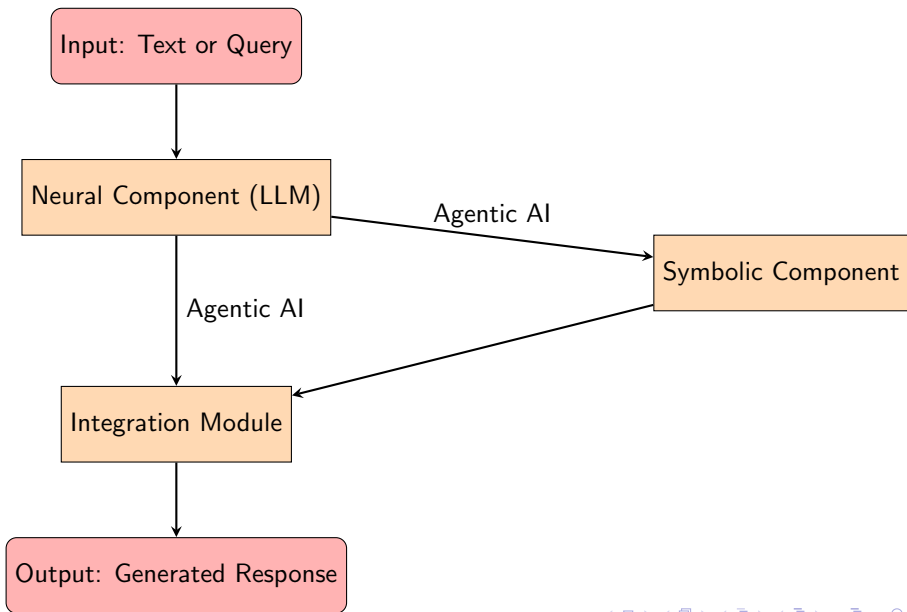 Input: Text or Query
Neural Component (LLM)
Agentic AI
Symbolic Component
Agentic AI
Integration Module
Output: Generated Response